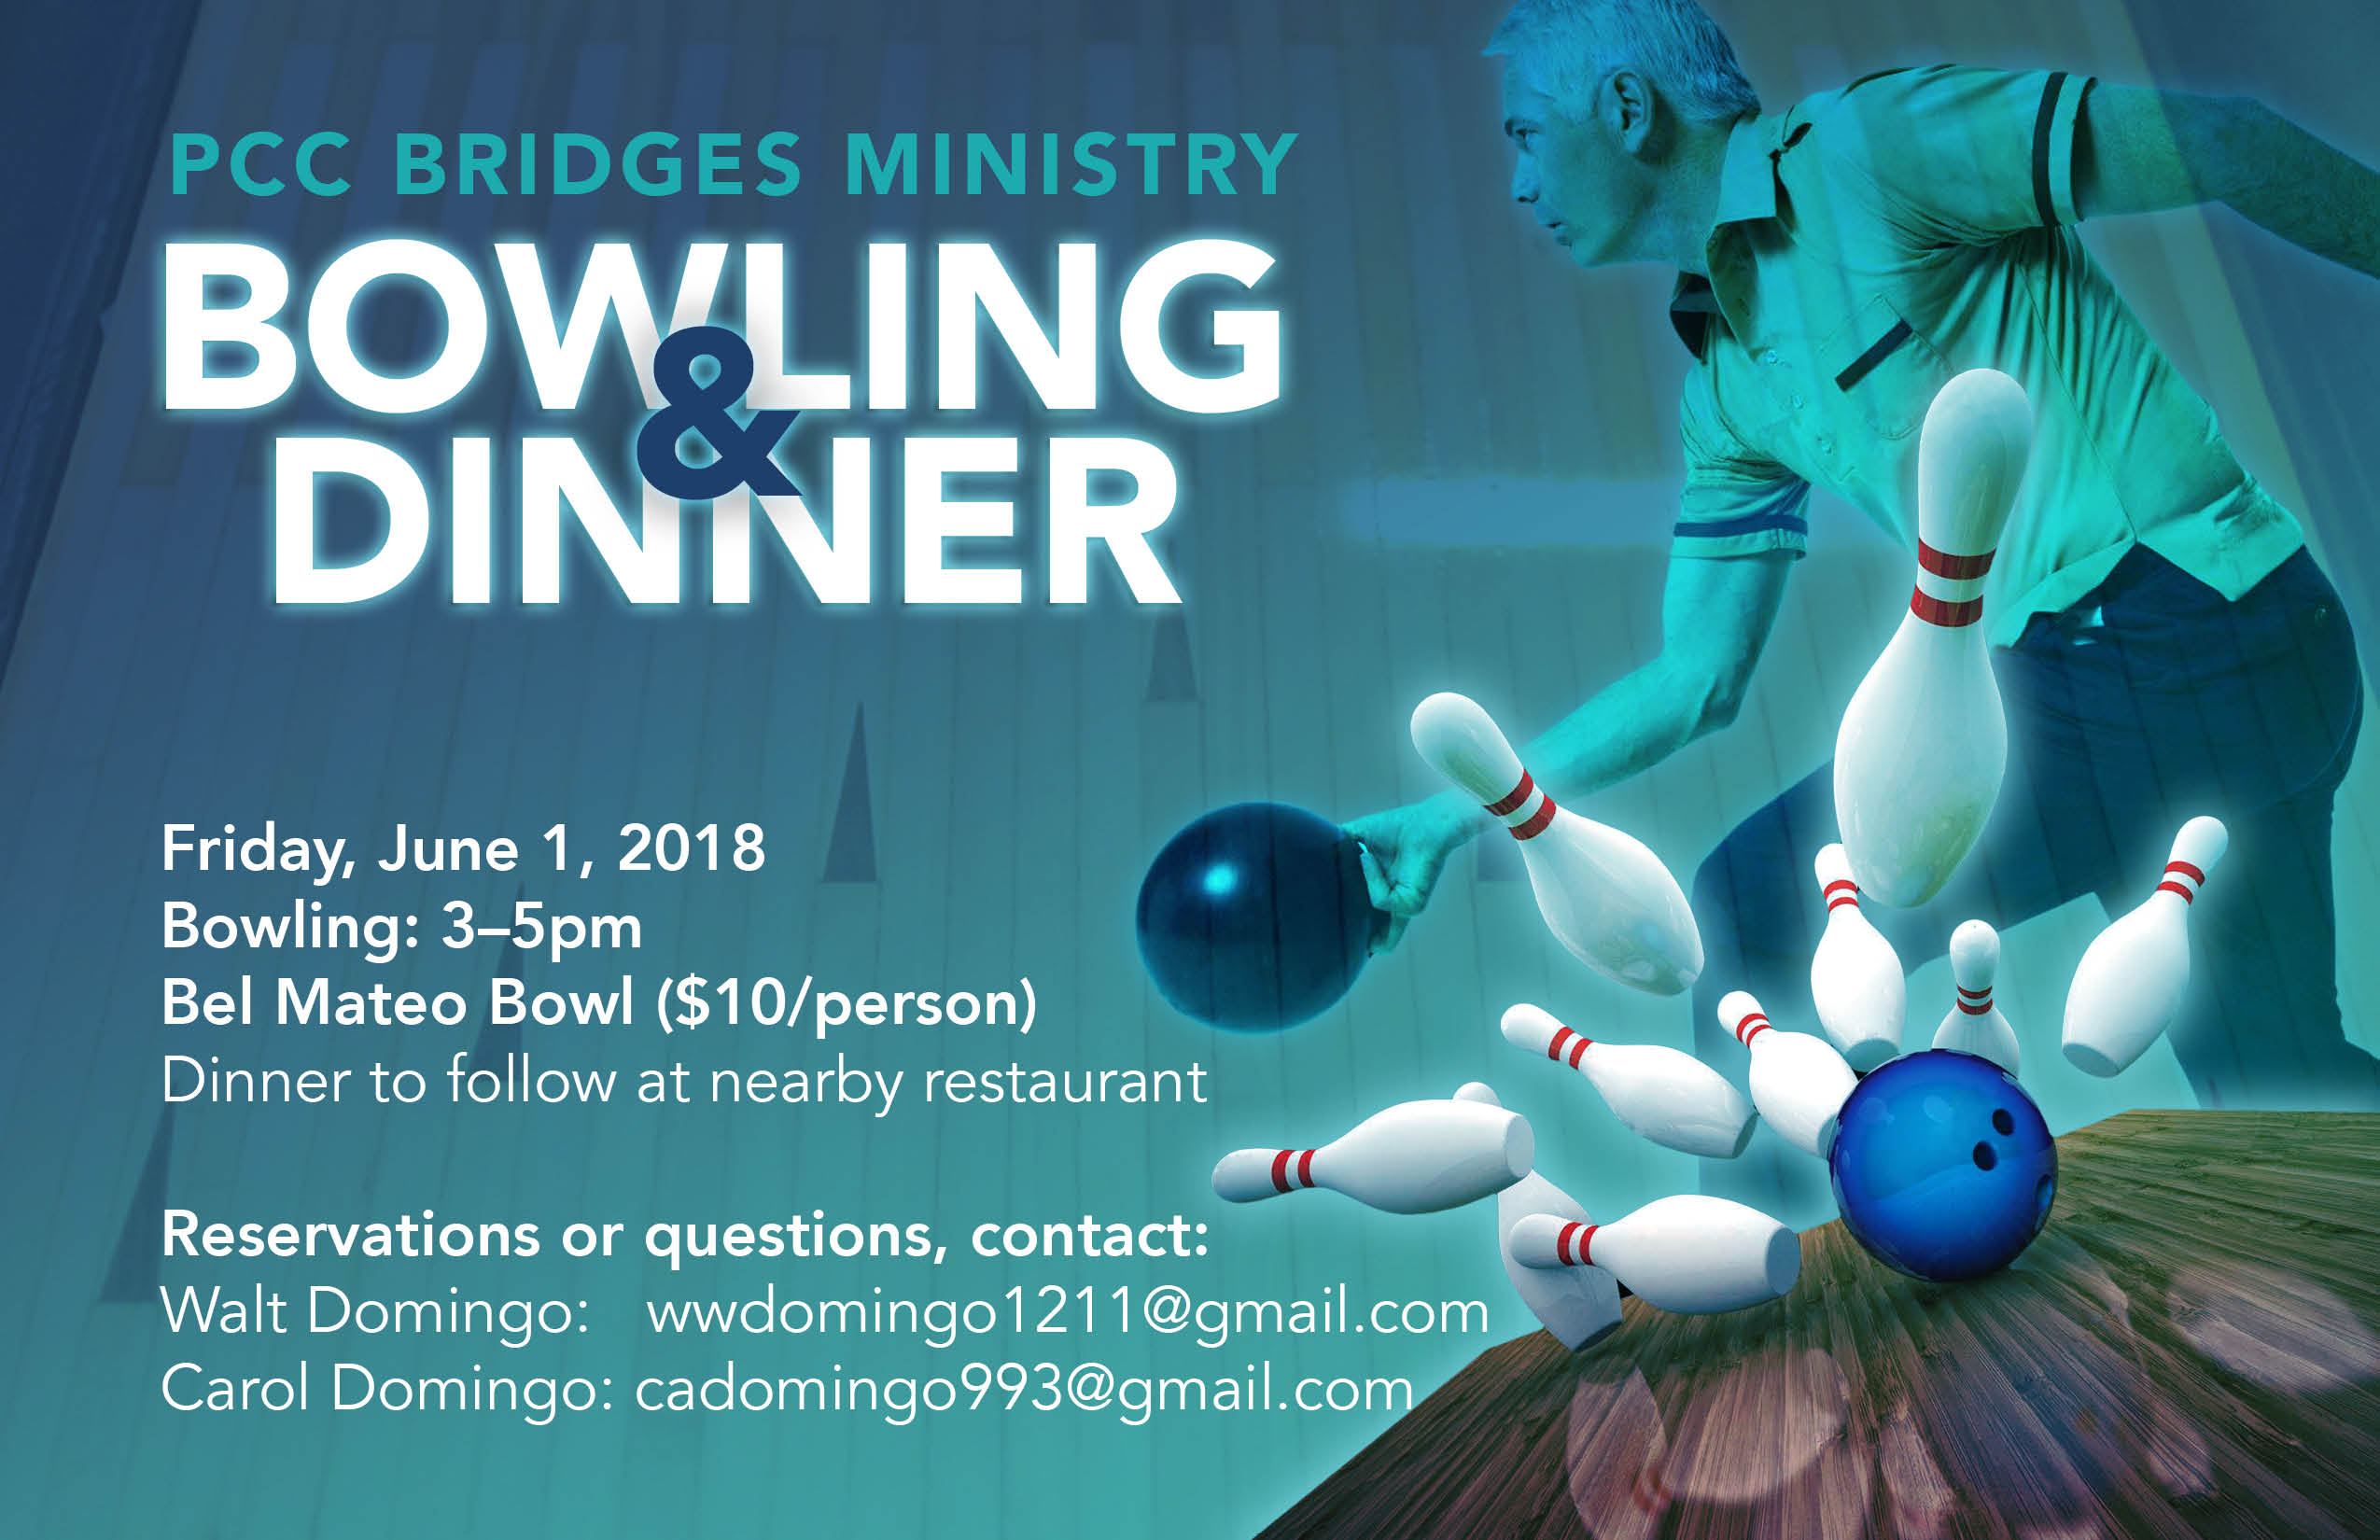 PCC BRIDGES MINISTRY
BOWLING
&
DINNER
Friday, June 1, 2018
Bowling: 3–5pm
Bel Mateo Bowl ($10/person)
Dinner to follow at nearby restaurant
Reservations or questions, contact:
Walt Domingo: wwdomingo1211@gmail.com
Carol Domingo: cadomingo993@gmail.com